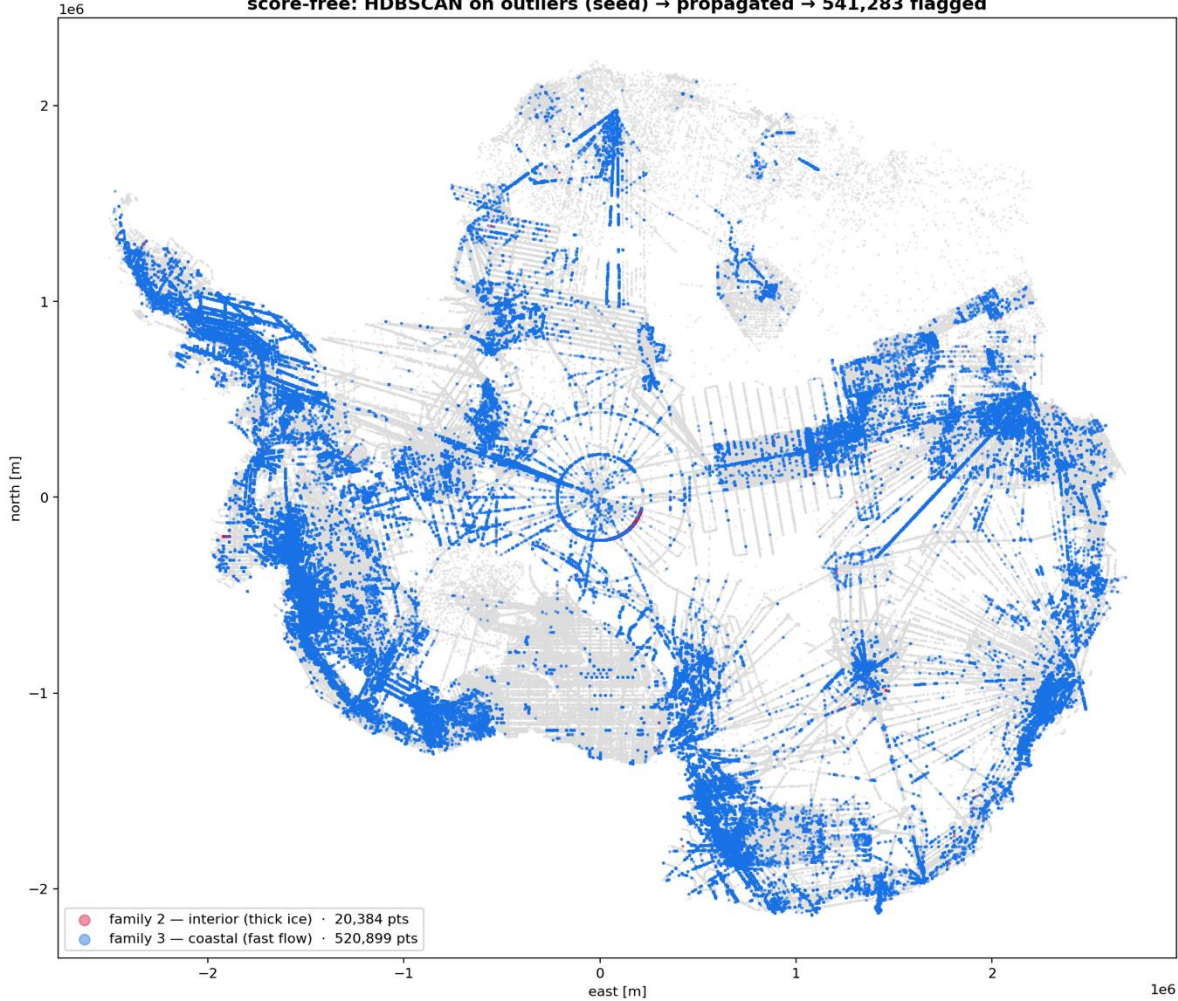 score-free: HDBSCAN on outliers (seed) → propagated → 541,283 flagged
1e6
2
1
0
−1
−2
north [m]
family 2 — interior (thick ice)  ·  20,384 pts
family 3 — coastal (fast flow)  ·  520,899 pts
−2
−1
0
1
2
1e6
east [m]